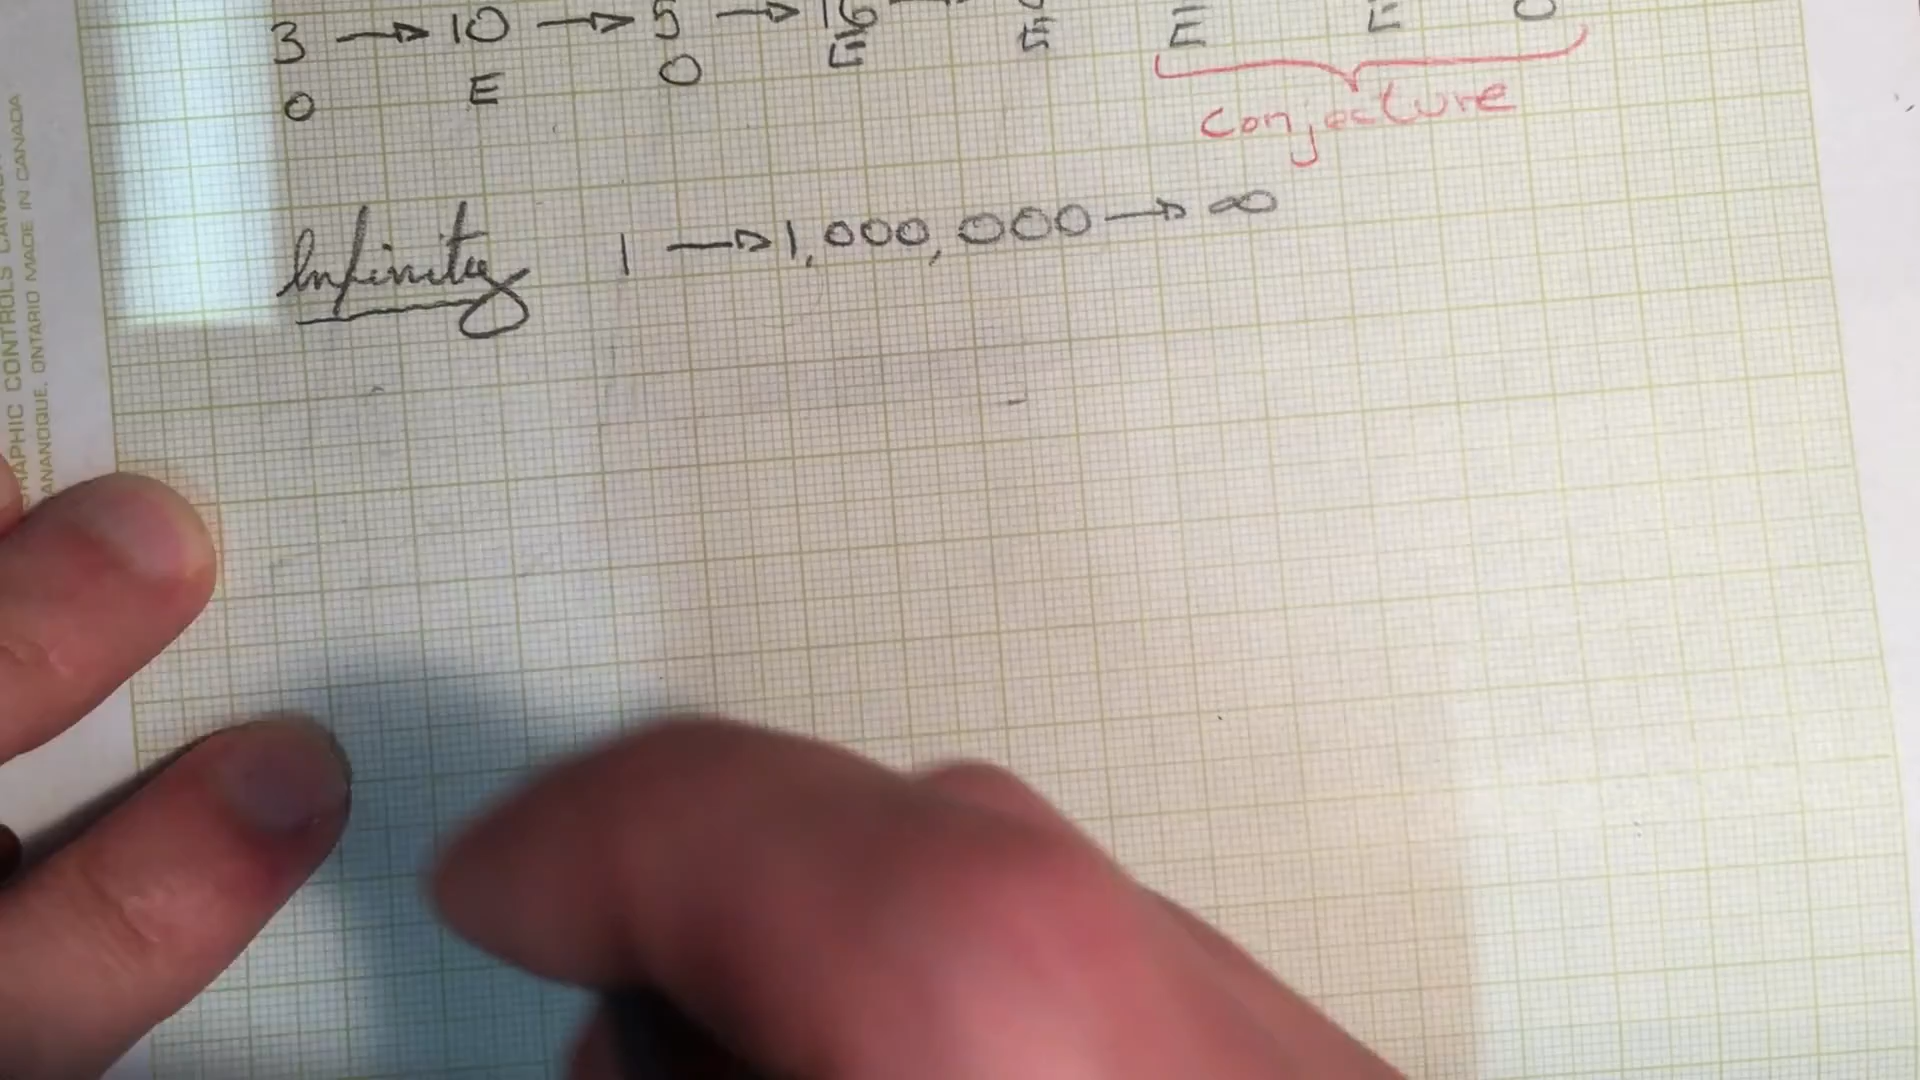 3 → 10 → 5 → 16
O E O E E E E O
conjecture
Infinity 1 → 1,000,000 → ∞
GRAPHIC CONTROLS CANADA
GANANOQUE, ONTARIO MADE IN CANADA